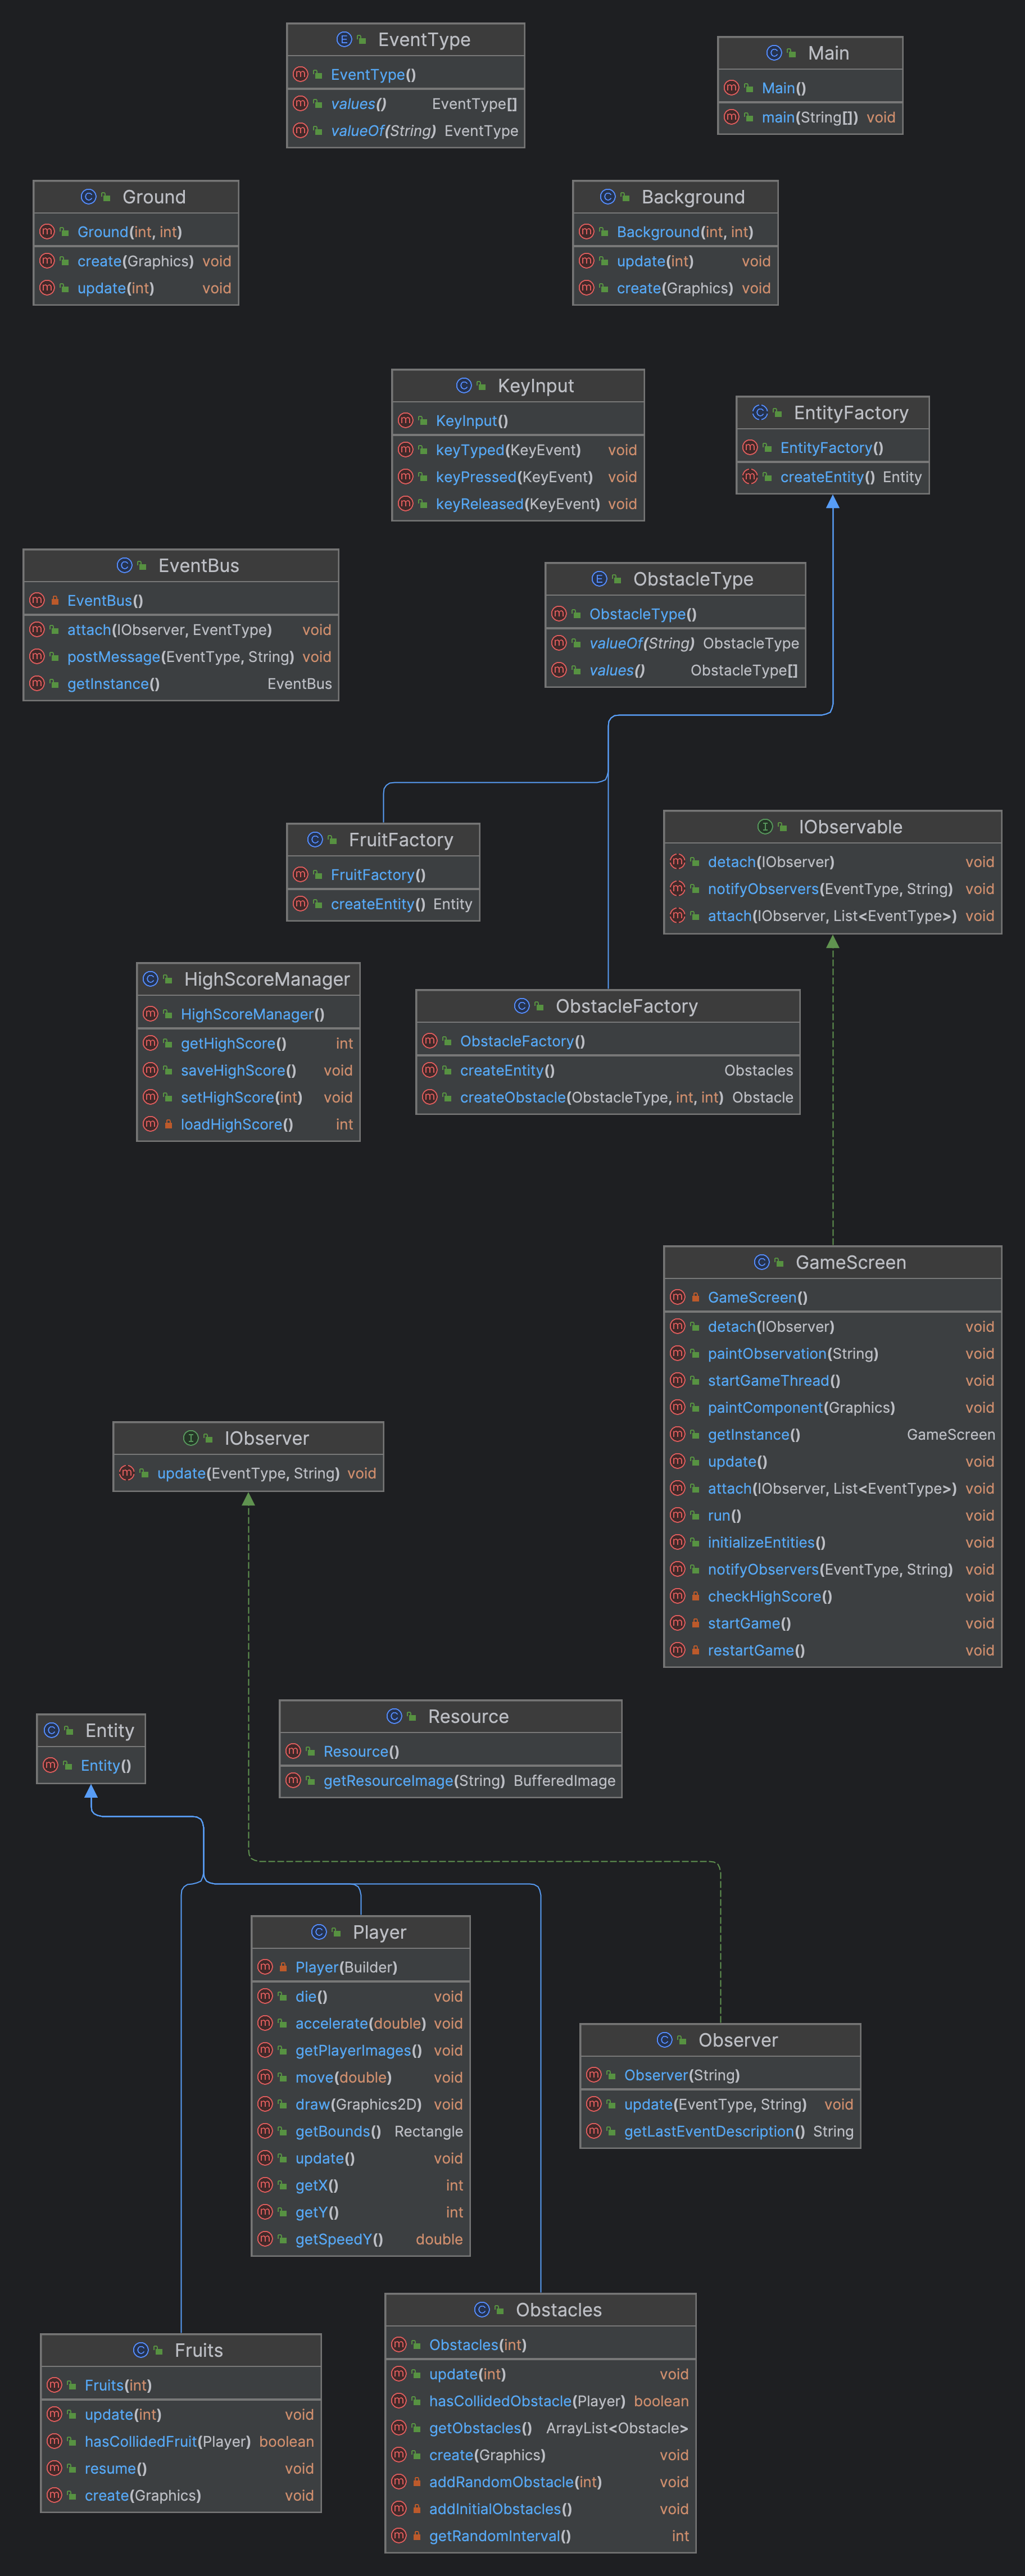 EventType
EventType()
values() EventType[]
valueOf(String) EventType
Main
Main()
main(String[]) void
Ground
Ground(int, int)
create(Graphics) void
update(int) void
Background
Background(int, int)
update(int) void
create(Graphics) void
KeyInput
KeyInput()
keyTyped(KeyEvent) void
keyPressed(KeyEvent) void
keyReleased(KeyEvent) void
EntityFactory
EntityFactory()
createEntity() Entity
EventBus
EventBus()
attach(IObserver, EventType) void
postMessage(EventType, String) void
getInstance() EventBus
ObstacleType
ObstacleType()
valueOf(String) ObstacleType
values() ObstacleType[]
FruitFactory
FruitFactory()
createEntity() Entity
IObservable
detach(IObserver) void
notifyObservers(EventType, String) void
attach(IObserver, List<EventType>) void
HighScoreManager
HighScoreManager()
getHighScore() int
saveHighScore() void
setHighScore(int) void
loadHighScore() int
ObstacleFactory
ObstacleFactory()
createEntity() Obstacles
createObstacle(ObstacleType, int, int) Obstacle
GameScreen
GameScreen()
detach(IObserver) void
paintObservation(String) void
startGameThread() void
paintComponent(Graphics) void
getInstance() GameScreen
update() void
attach(IObserver, List<EventType>) void
run() void
initializeEntities() void
notifyObservers(EventType, String) void
checkHighScore() void
startGame() void
restartGame() void
IObserver
update(EventType, String) void
Entity
Entity()
Resource
Resource()
getResourceImage(String) BufferedImage
Player
Player(Builder)
die() void
accelerate(double) void
getPlayerImages() void
move(double) void
draw(Graphics2D) void
getBounds() Rectangle
update() void
getX() int
getY() int
getSpeedY() double
Observer
Observer(String)
update(EventType, String) void
getLastEventDescription() String
Fruits
Fruits(int)
update(int) void
hasCollidedFruit(Player) boolean
resume() void
create(Graphics) void
Obstacles
Obstacles(int)
update(int) void
hasCollidedObstacle(Player) boolean
getObstacles() ArrayList<Obstacle>
create(Graphics) void
addRandomObstacle(int) void
addInitialObstacles() void
getRandomInterval() int